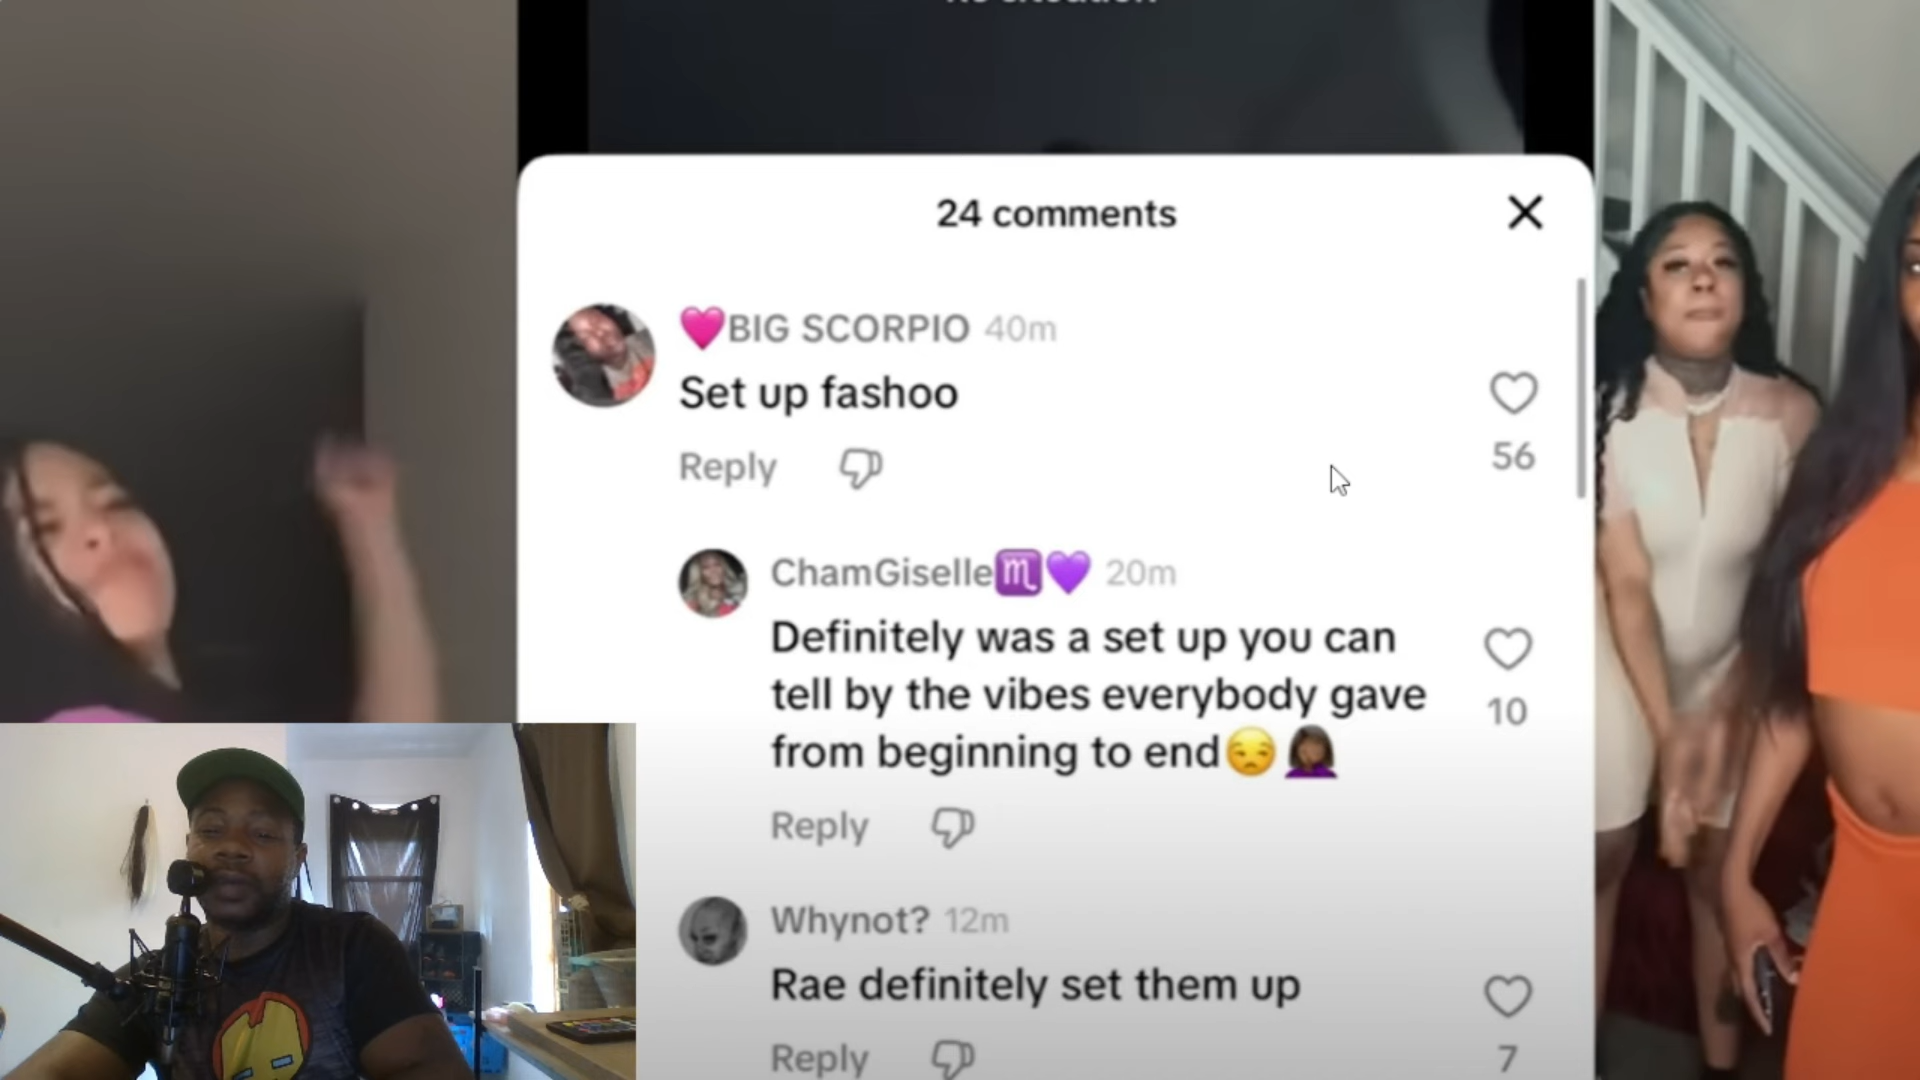 24 comments
BIG SCORPIO 40m
Set up fashoo
56
Reply
ChamGiselle♏💜 20m
Definitely was a set up you can
tell by the vibes everybody gave
10
from beginning to end😒🤦🏾‍♀️
Reply
Whynot? 12m
Rae definitely set them up
Reply
7